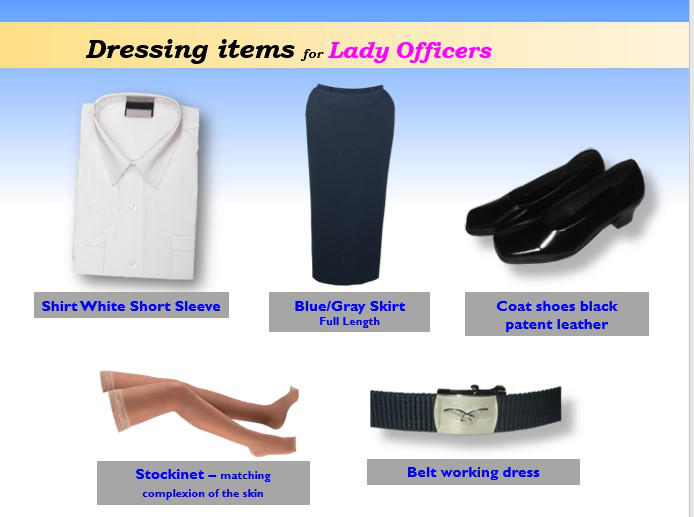 Dressing items for Lady Officers
Shirt White Short Sleeve
Blue/Gray Skirt
Full Length
Coat shoes black
patent leather
Stockinet – matching
complexion of the skin
Belt working dress